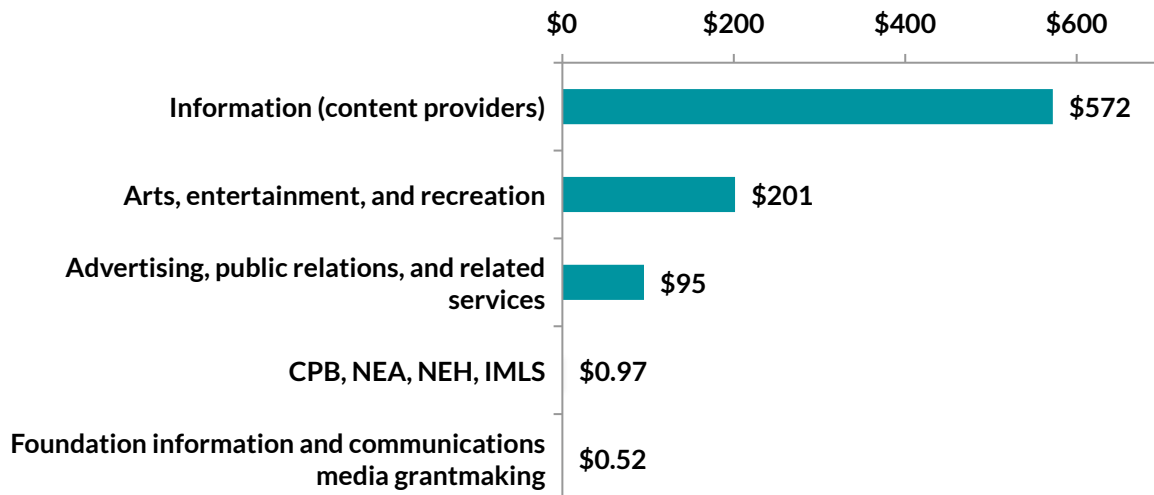 $0 $200 $400 $600
Information (content providers) $572
Arts, entertainment, and recreation $201
Advertising, public relations, and related
services $95
CPB, NEA, NEH, IMLS $0.97
Foundation information and communications
media grantmaking $0.52